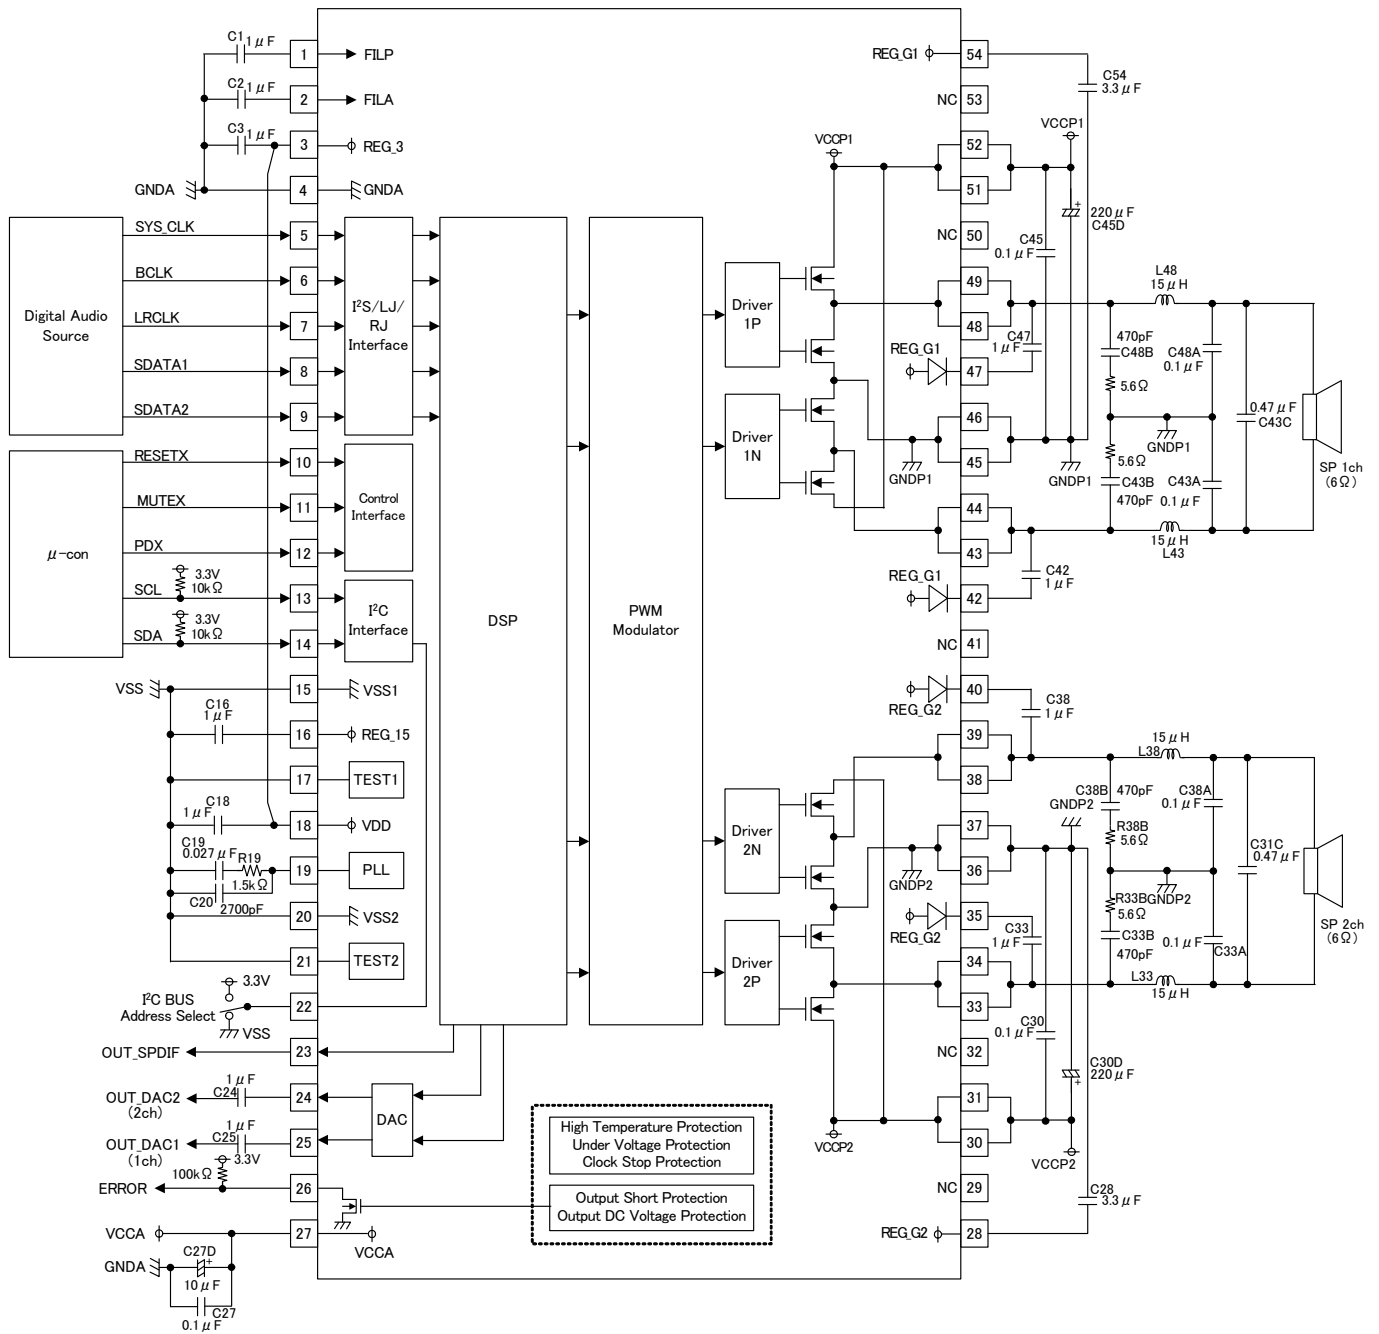 C1
1μF
1
FILP
C2
1μF
2
FILA
C3
1μF
3
REG_3
GNDA
4
GNDA
Digital Audio
Source
SYS_CLK
5
BCLK
6
LRCLK
7
SDATA1
8
SDATA2
9
I²S/LJ/
RJ
Interface
μ-con
RESETX
10
MUTEX
11
PDX
12
Control
Interface
3.3V
10kΩ
SCL
13
3.3V
10kΩ
SDA
14
I²C
Interface
VSS
15
VSS1
C16
1μF
16
REG_15
17
TEST1
C18
1μF
18
VDD
C19
0.027μF
R19
1.5kΩ
19
PLL
C20
2700pF
20
VSS2
21
TEST2
3.3V
I²C BUS
Address Select
VSS
22
OUT_SPDIF
23
1μF
C24
OUT_DAC2
(2ch)
24
1μF
C25
OUT_DAC1
(1ch)
25
DAC
3.3V
100kΩ
ERROR
26
VCCA
27
VCCA
GNDA
C27D
+
10μF
C27
0.1μF
DSP
PWM
Modulator
Driver
1P
Driver
1N
Driver
2N
Driver
2P
High Temperature Protection
Under Voltage Protection
Clock Stop Protection
Output Short Protection
Output DC Voltage Protection
REG_G1
54
C54
3.3μF
NC
53
VCCP1
52
51
VCCP1
+
220μF
C45D
NC
50
C45
0.1μF
49
48
L48
15μH
C47
1μF
REG_G1
47
470pF
C48B
5.6Ω
C48A
0.1μF
46
45
GNDP1
GNDP1
GNDP1
0.47μF
C43C
SP 1ch
(6Ω)
5.6Ω
C43B
470pF
C43A
0.1μF
44
43
15μH
L43
C42
1μF
REG_G1
42
NC
41
REG_G2
40
C38
1μF
39
38
15μH
L38
C38B
470pF
C38A
0.1μF
GNDP2
37
36
GNDP2
R38B
5.6Ω
GNDP2
C31C
0.47μF
SP 2ch
(6Ω)
REG_G2
35
C33
1μF
R33B
5.6Ω
C33B
470pF
0.1μF
C33A
34
33
L33
15μH
C30
0.1μF
NC
32
C30D
220μF
+
31
30
VCCP2
VCCP2
NC
29
C28
3.3μF
REG_G2
28